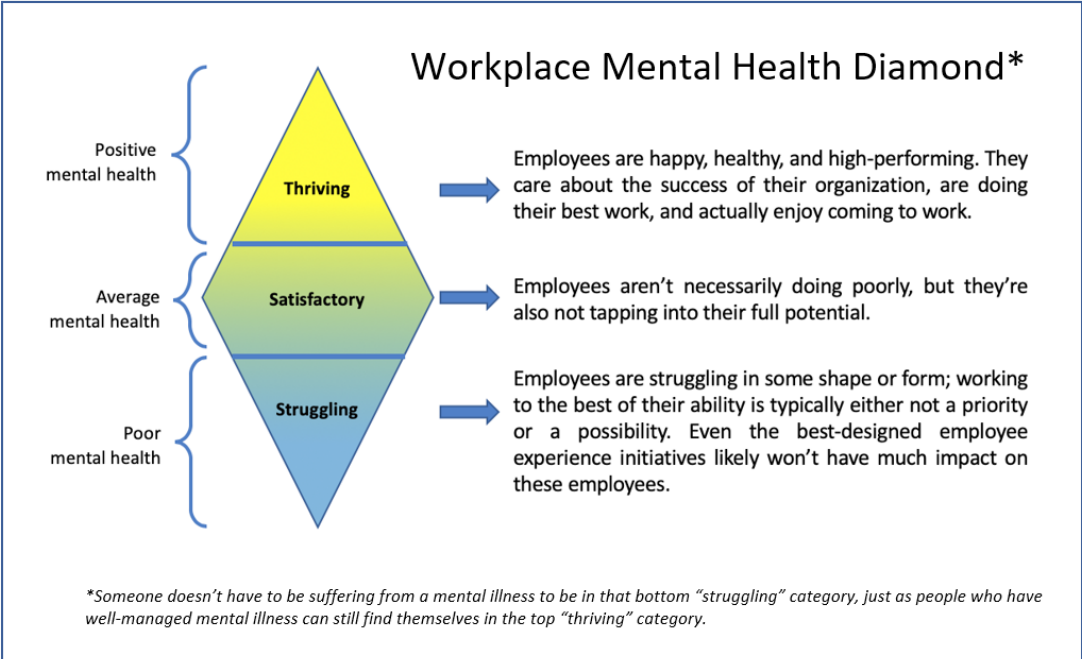 Workplace Mental Health Diamond*
Positive
mental health
Thriving
Employees are happy, healthy, and high-performing. They
care about the success of their organization, are doing
their best work, and actually enjoy coming to work.
Average
mental health
Satisfactory
Employees aren’t necessarily doing poorly, but they’re
also not tapping into their full potential.
Poor
mental health
Struggling
Employees are struggling in some shape or form; working
to the best of their ability is typically either not a priority
or a possibility. Even the best-designed employee
experience initiatives likely won’t have much impact on
these employees.
*Someone doesn’t have to be suffering from a mental illness to be in that bottom “struggling” category, just as people who have
well-managed mental illness can still find themselves in the top “thriving” category.